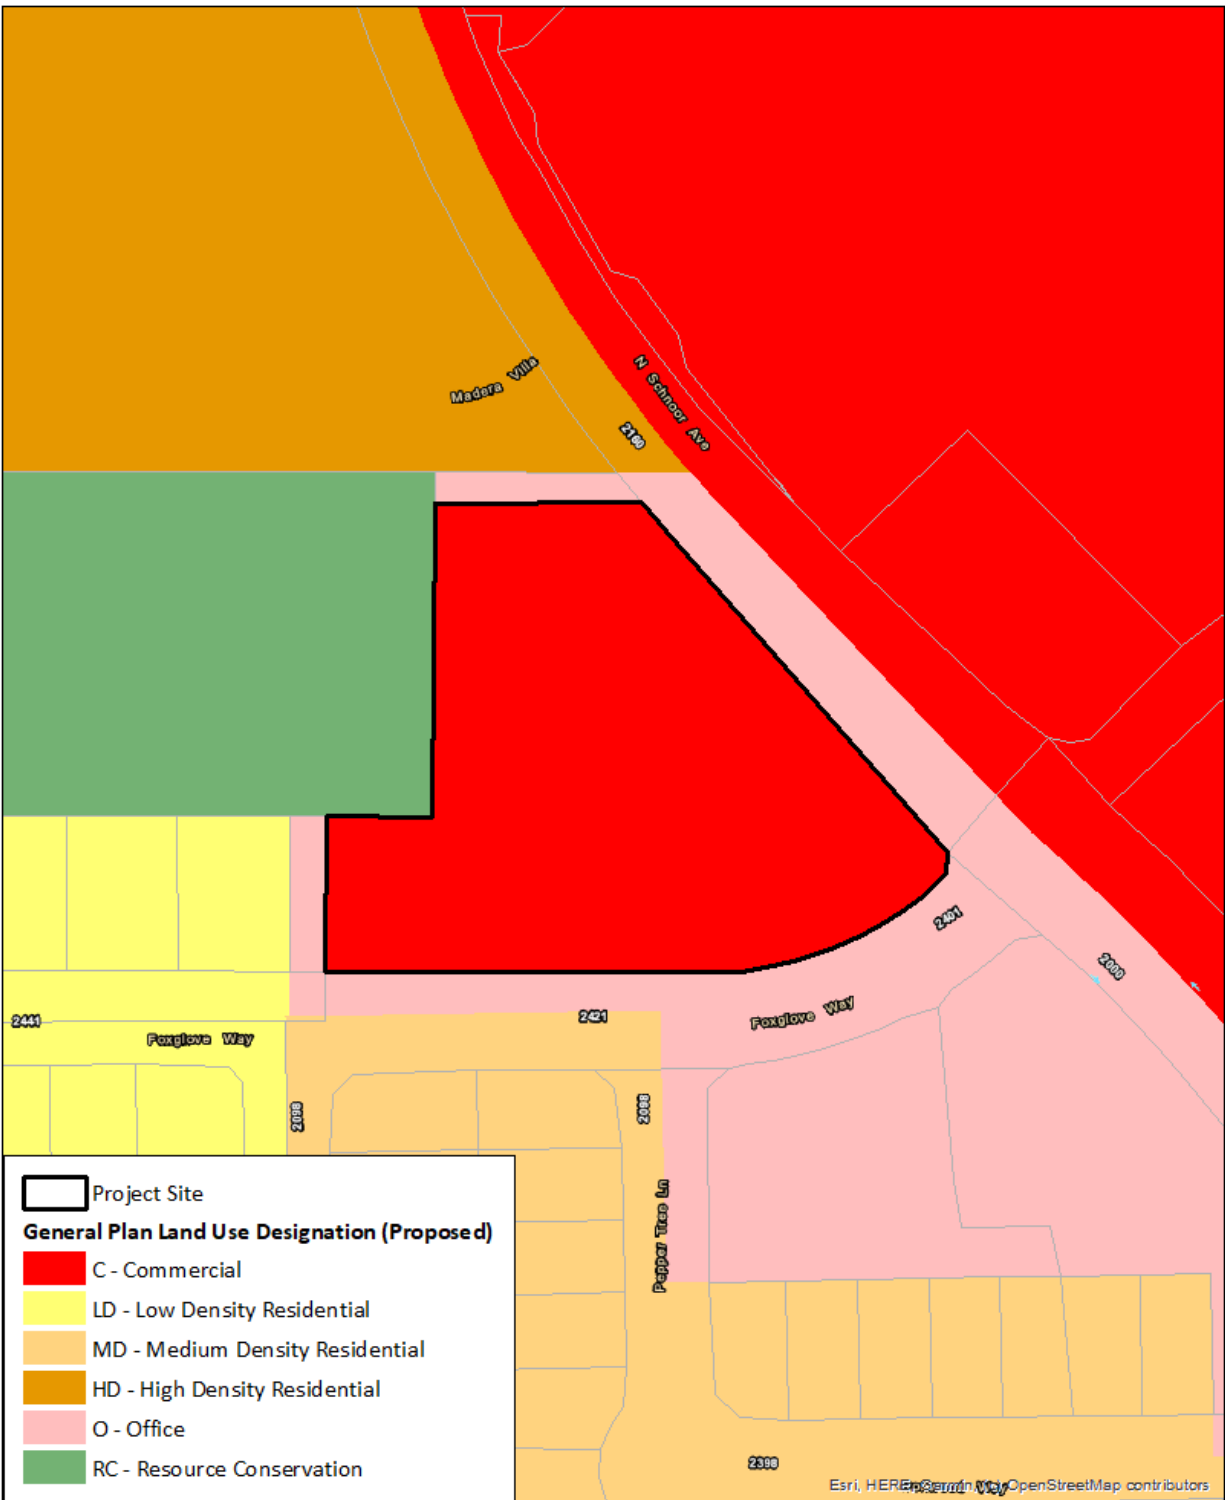 Madera Villa
N Schnoor Ave
2160
2401
2000
2421
Foxglove Way
2441
Foxglove Way
2098
2098
Pepper Tree Ln
Project Site
General Plan Land Use Designation (Proposed)
C - Commercial
LD - Low Density Residential
MD - Medium Density Residential
HD - High Density Residential
O - Office
RC - Resource Conservation
2398
Esri, HERE, Garmin, (c) OpenStreetMap contributors